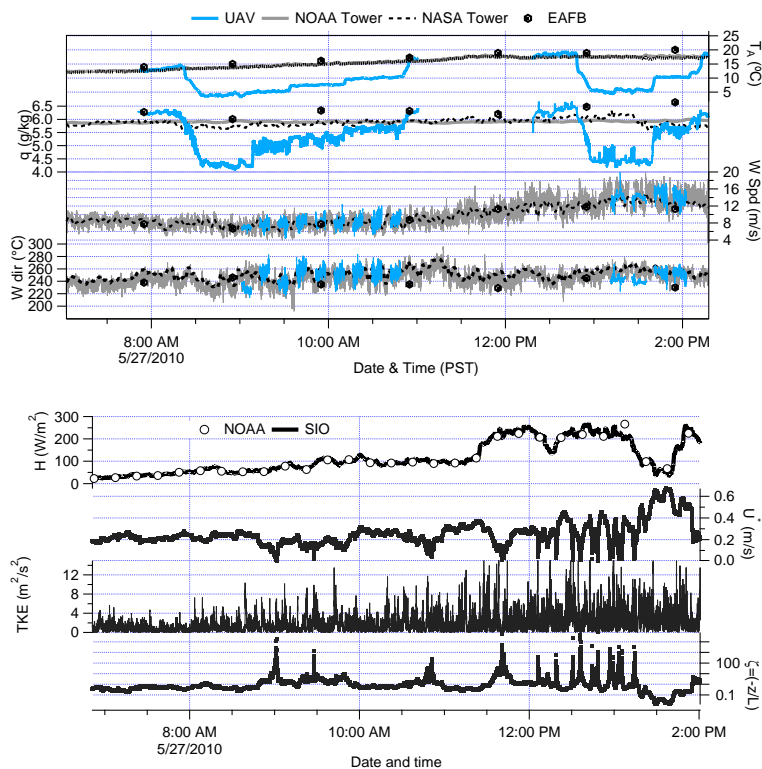 UAV NOAA Tower NASA Tower EAFB
25
20
15
10
5
T_A (°C)
6.5
6.0
5.5
5.0
4.5
4.0
q (g/kg)
20
16
12
8
4
W Spd (m/s)
300
280
260
240
220
200
W dir (°C)
8:00 AM 10:00 AM 12:00 PM 2:00 PM
5/27/2010
Date & Time (PST)
300
200
100
0
H (W/m²)
NOAA SIO
0.6
0.4
0.2
0.0
U* (m/s)
12
8
4
0
TKE (m²/s²)
100
0.1
ζ=(-z/L)
8:00 AM 10:00 AM 12:00 PM 2:00 PM
5/27/2010
Date and time